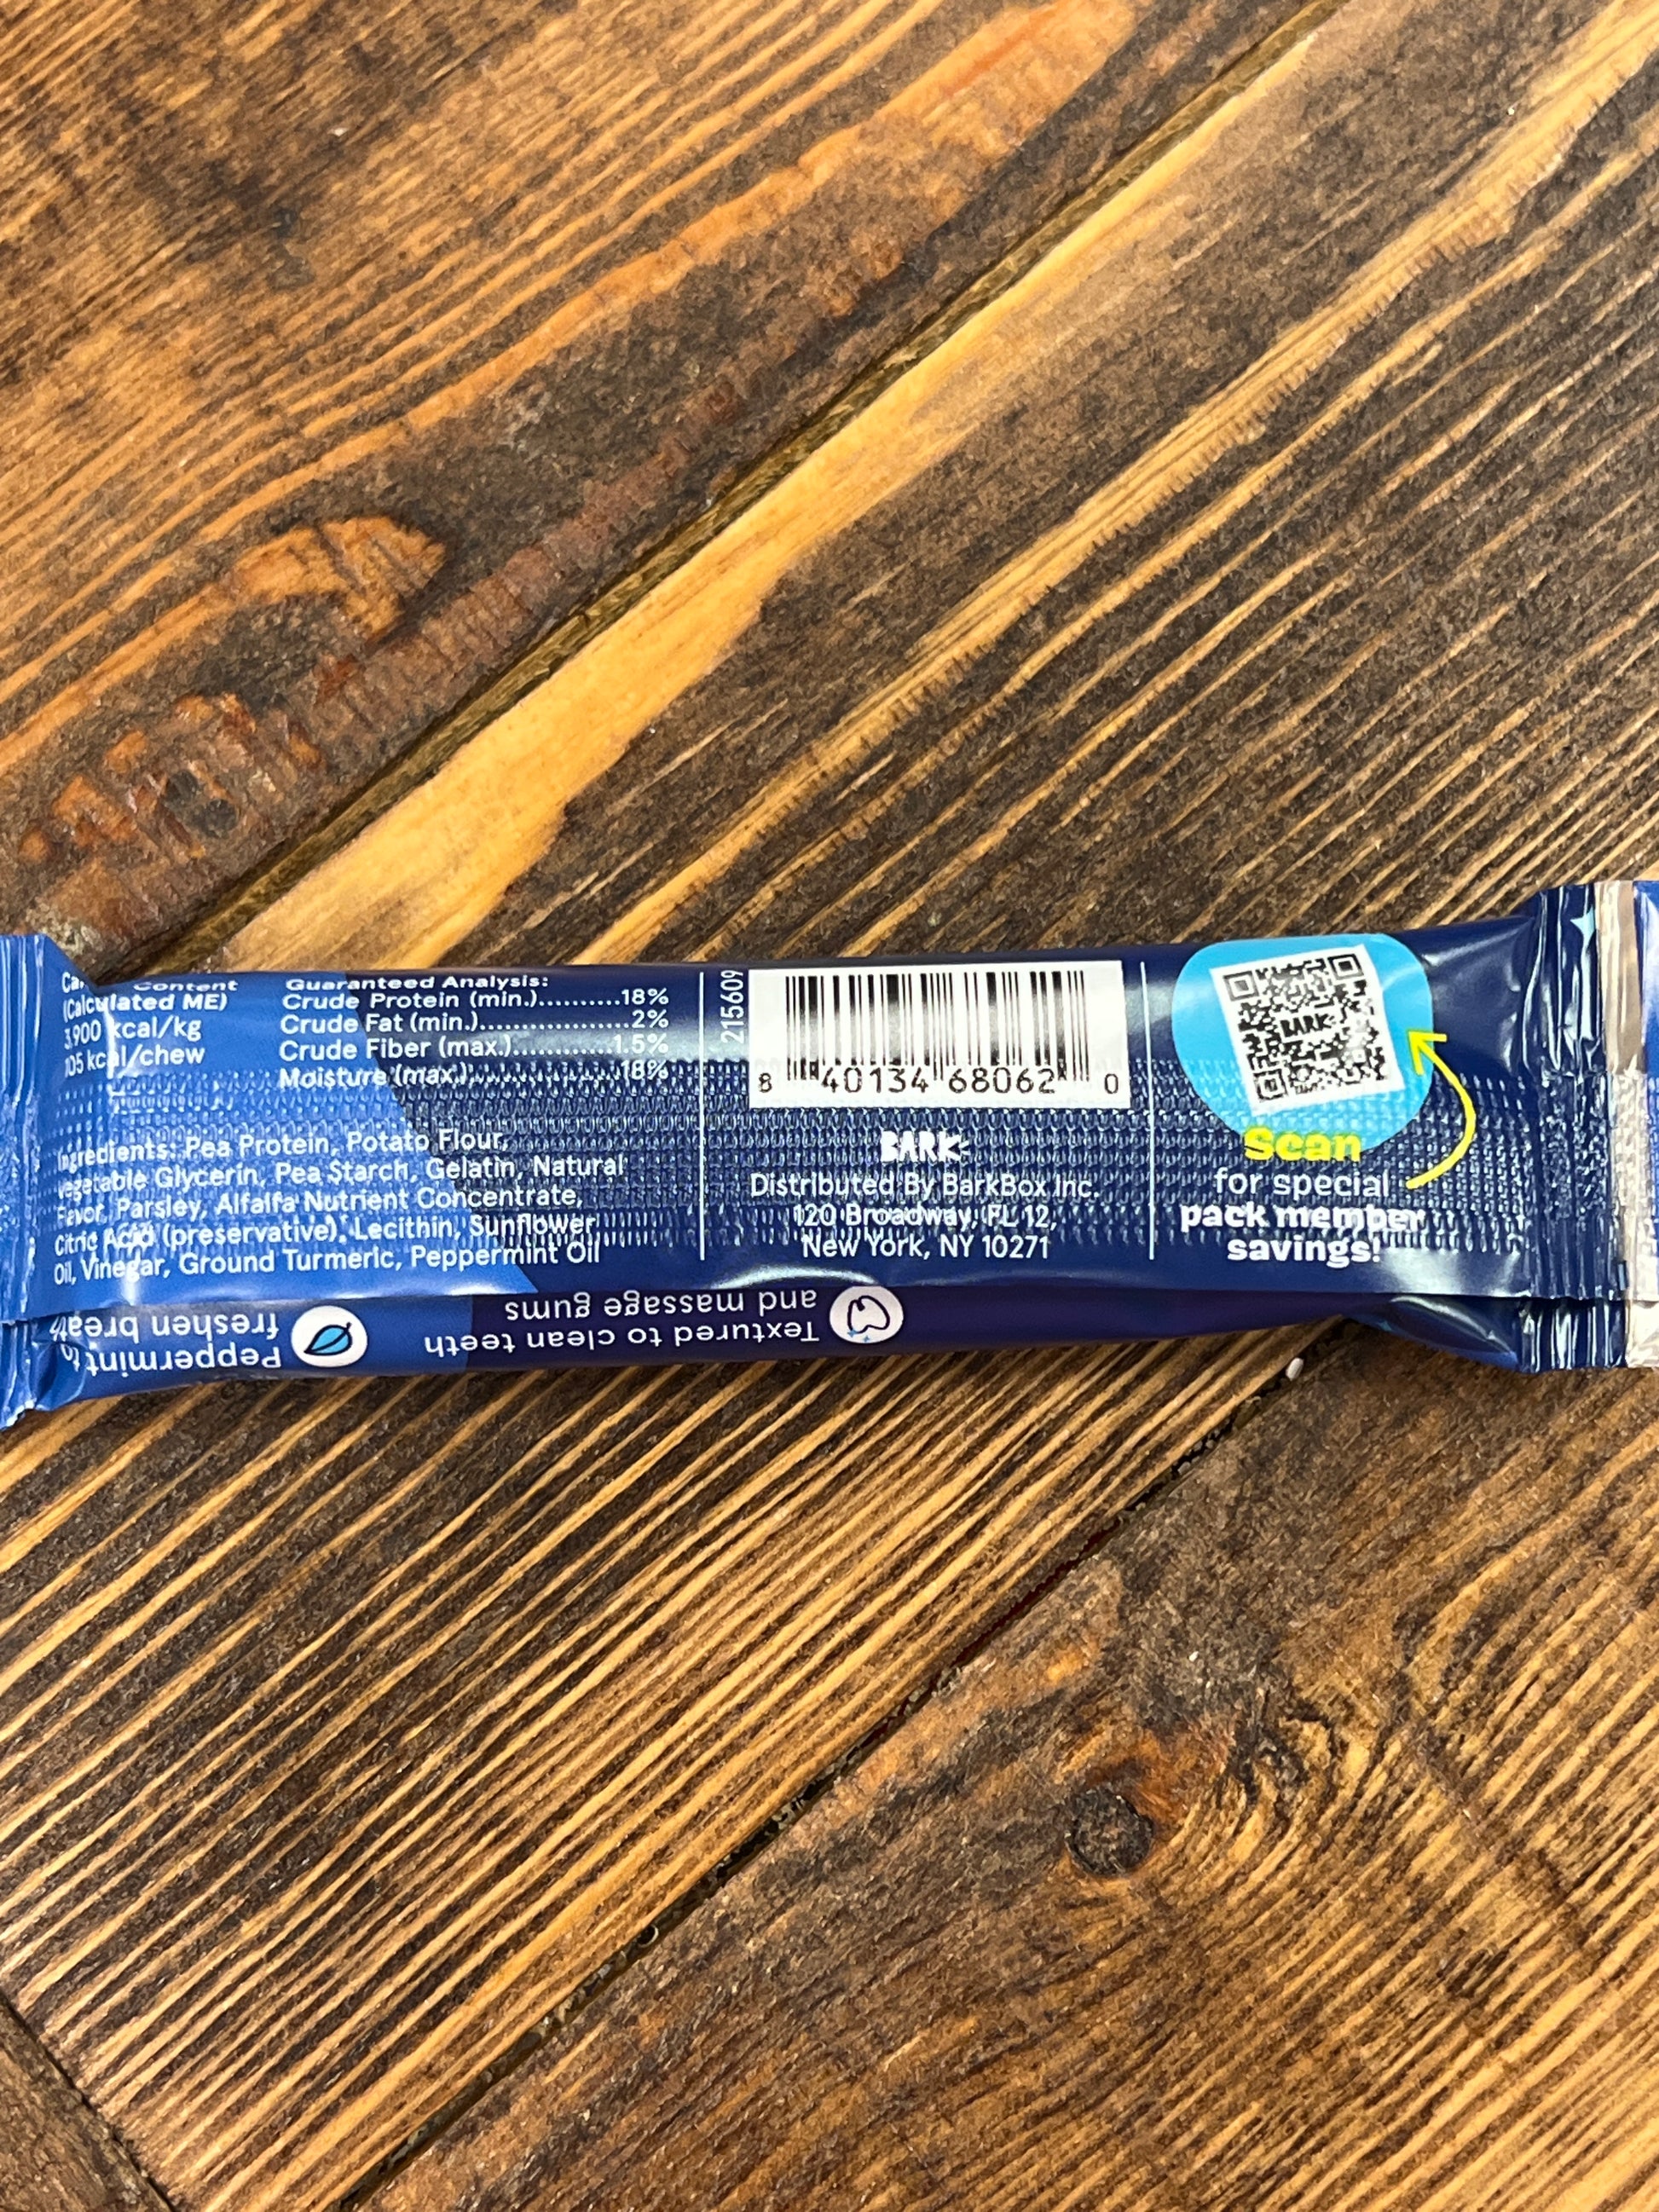 Content
(Calculated ME)
3,900 kcal/kg
105 kcal/chew
Guaranteed Analysis:
Crude Protein (min.)..........18%
Crude Fat (min.)......................2%
Crude Fiber (max.)...............1.5%
Moisture (max.)......................18%
Ingredients: Pea Protein, Potato Flour,
Vegetable Glycerin, Pea Starch, Gelatin, Natural
Flavor, Parsley, Alfalfa Nutrient Concentrate,
Citric Acid (preservative), Lecithin, Sunflower
Oil, Vinegar, Ground Turmeric, Peppermint Oil
215609
8 40134 68062 0
BARK
Distributed By BarkBox Inc.
120 Broadway, FL 12,
New York, NY 10271
BARK
Scan
for special
pack member
savings!
Textured to clean teeth
and massage gums
Peppermint to
freshen breath